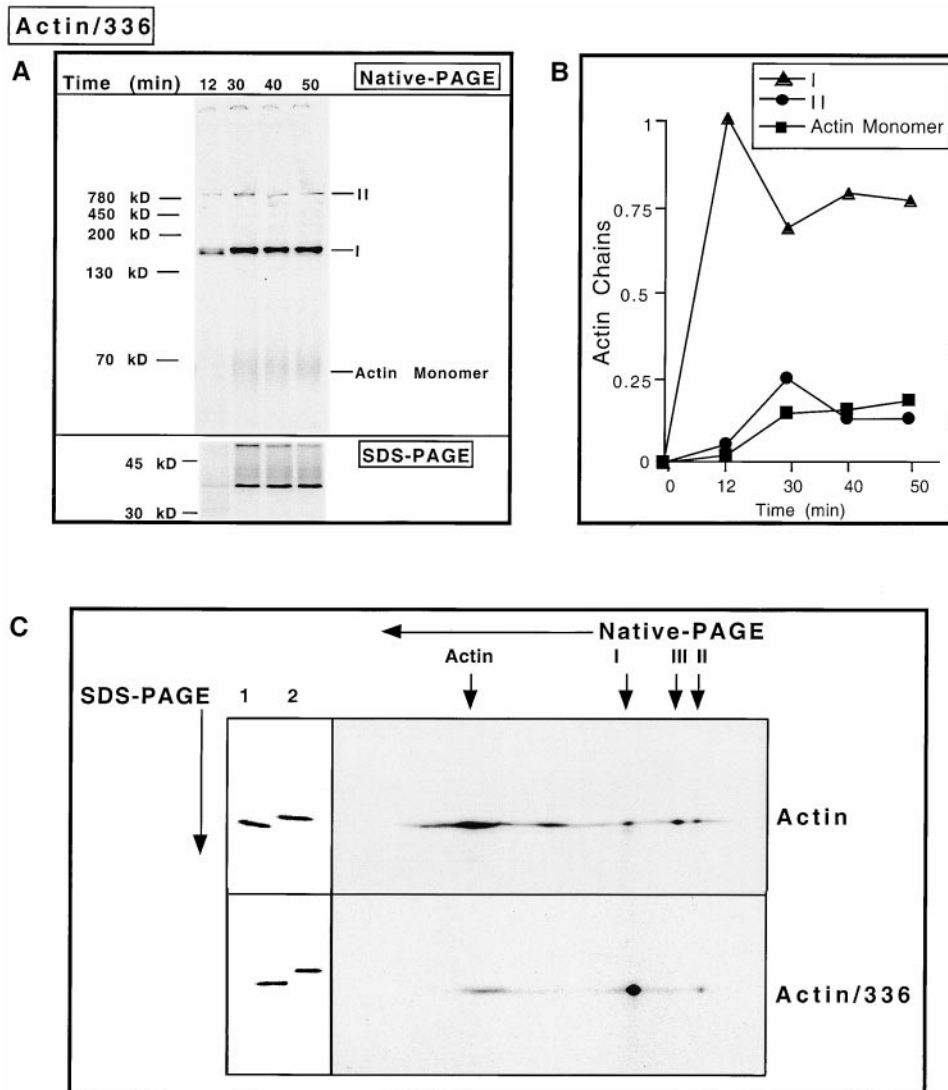 Actin/336
A
Time (min) 12 30 40 50 Native-PAGE
780 kD
II
450 kD
200 kD
I
130 kD
70 kD
Actin Monomer
SDS-PAGE
45 kD
30 kD
B
I
II
Actin Monomer
1
0.75
0.5
0.25
0
Actin Chains
0 12 30 40 50
Time (min)
C
Native-PAGE
Actin I III II
SDS-PAGE 1 2
Actin
Actin/336